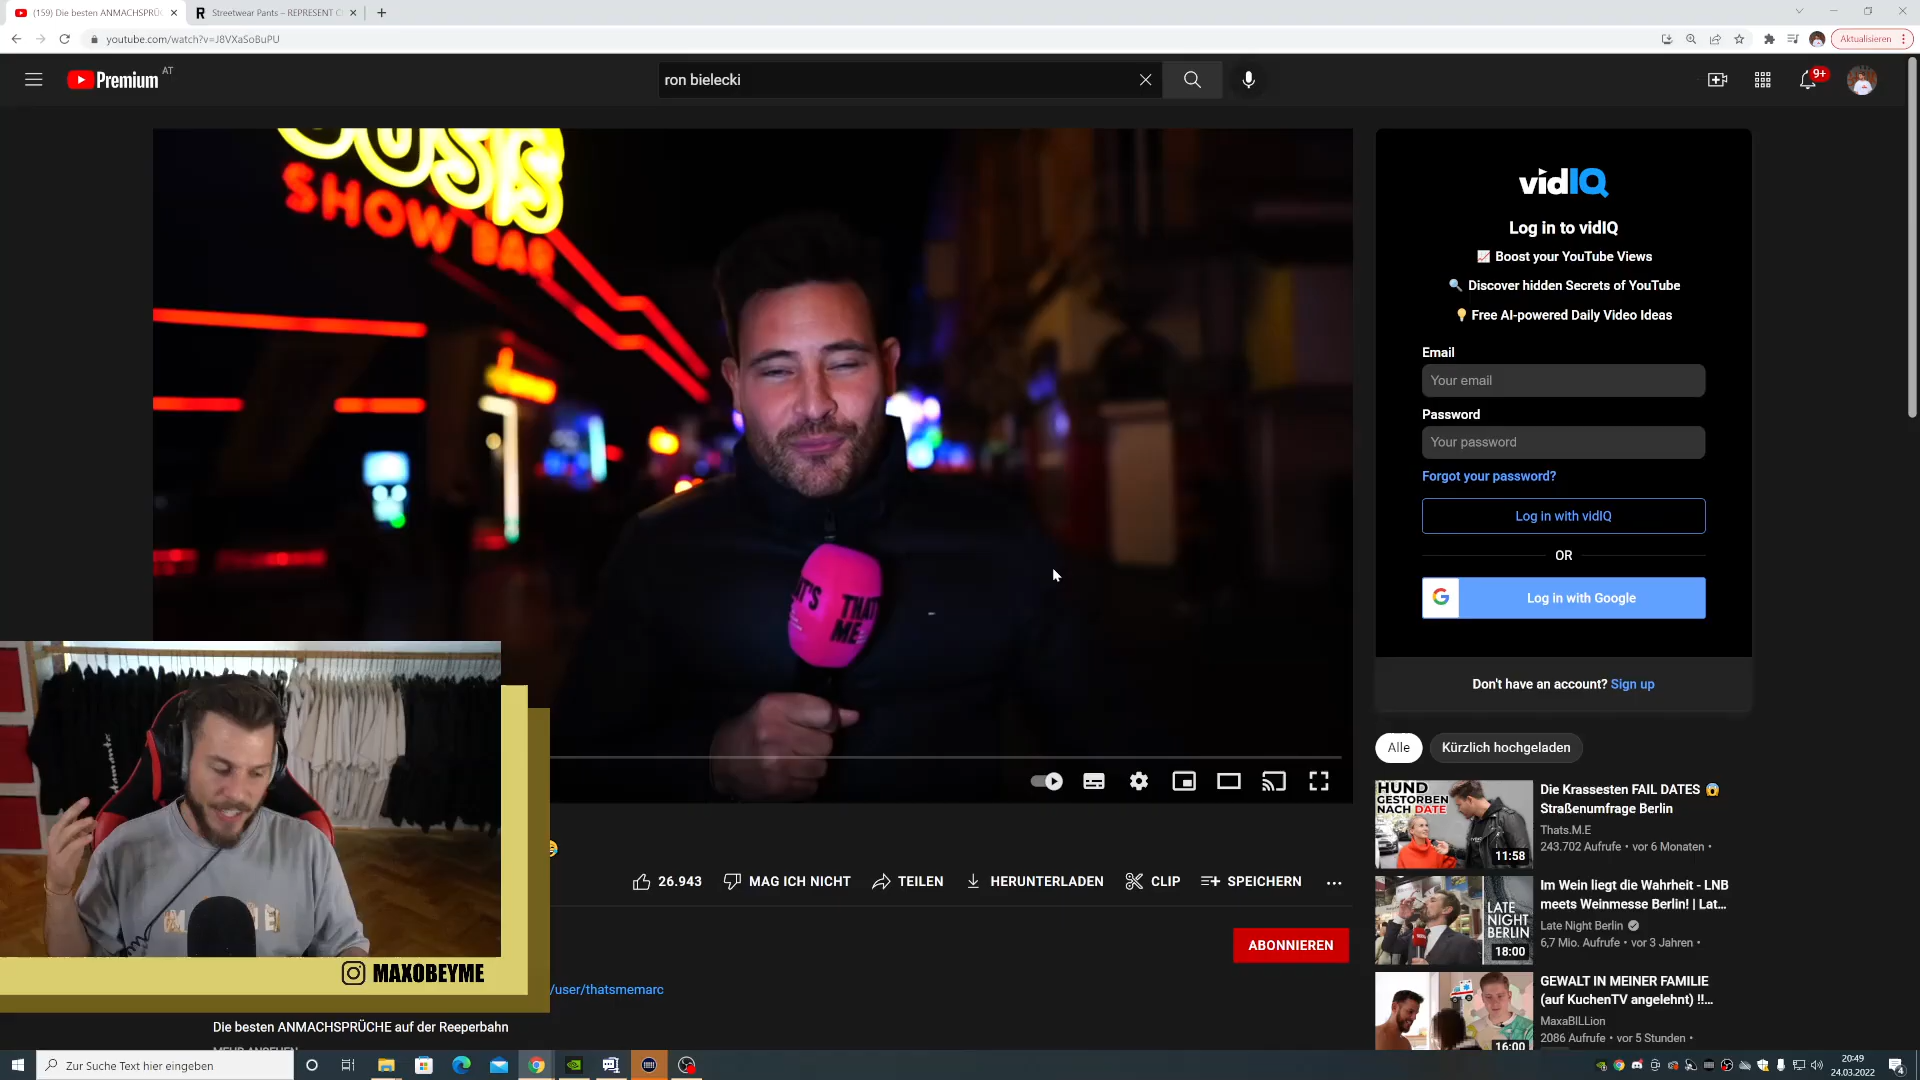 (159) Die besten ANMACHSPRÜC
Streetwear Pants – REPRESENT C
youtube.com/watch?v=J8VXaSoBuPU
Aktualisieren
Premium AT
ron bielecki
9+
SHOW BAR
IT'S
THAT'S
ME
vidIQ
Log in to vidIQ
📈 Boost your YouTube Views
🔍 Discover hidden Secrets of YouTube
💡 Free AI-powered Daily Video Ideas
Email
Your email
Password
Your password
Forgot your password?
Log in with vidIQ
OR
Log in with Google
Don't have an account? Sign up
Alle
Kürzlich hochgeladen
HUND
GESTORBEN
NACH DATE
11:58
Die Krassesten FAIL DATES 😱
Straßenumfrage Berlin
Thats.M.E
243.702 Aufrufe • vor 6 Monaten •
LATE
NIGHT
BERLIN
18:00
Im Wein liegt die Wahrheit - LNB
meets Weinmesse Berlin! | Lat...
Late Night Berlin
6,7 Mio. Aufrufe • vor 3 Jahren •
16:00
GEWALT IN MEINER FAMILIE
(auf KuchenTV angelehnt) !!...
MaxaBILLion
2086 Aufrufe • vor 5 Stunden •
26.943
MAG ICH NICHT
TEILEN
HERUNTERLADEN
CLIP
SPEICHERN
ABONNIEREN
MAXOBEYME
/user/thatsmemarc
Die besten ANMACHSPRÜCHE auf der Reeperbahn
MEHR ANSEHEN
Zur Suche Text hier eingeben
20:49
24.03.2022
4